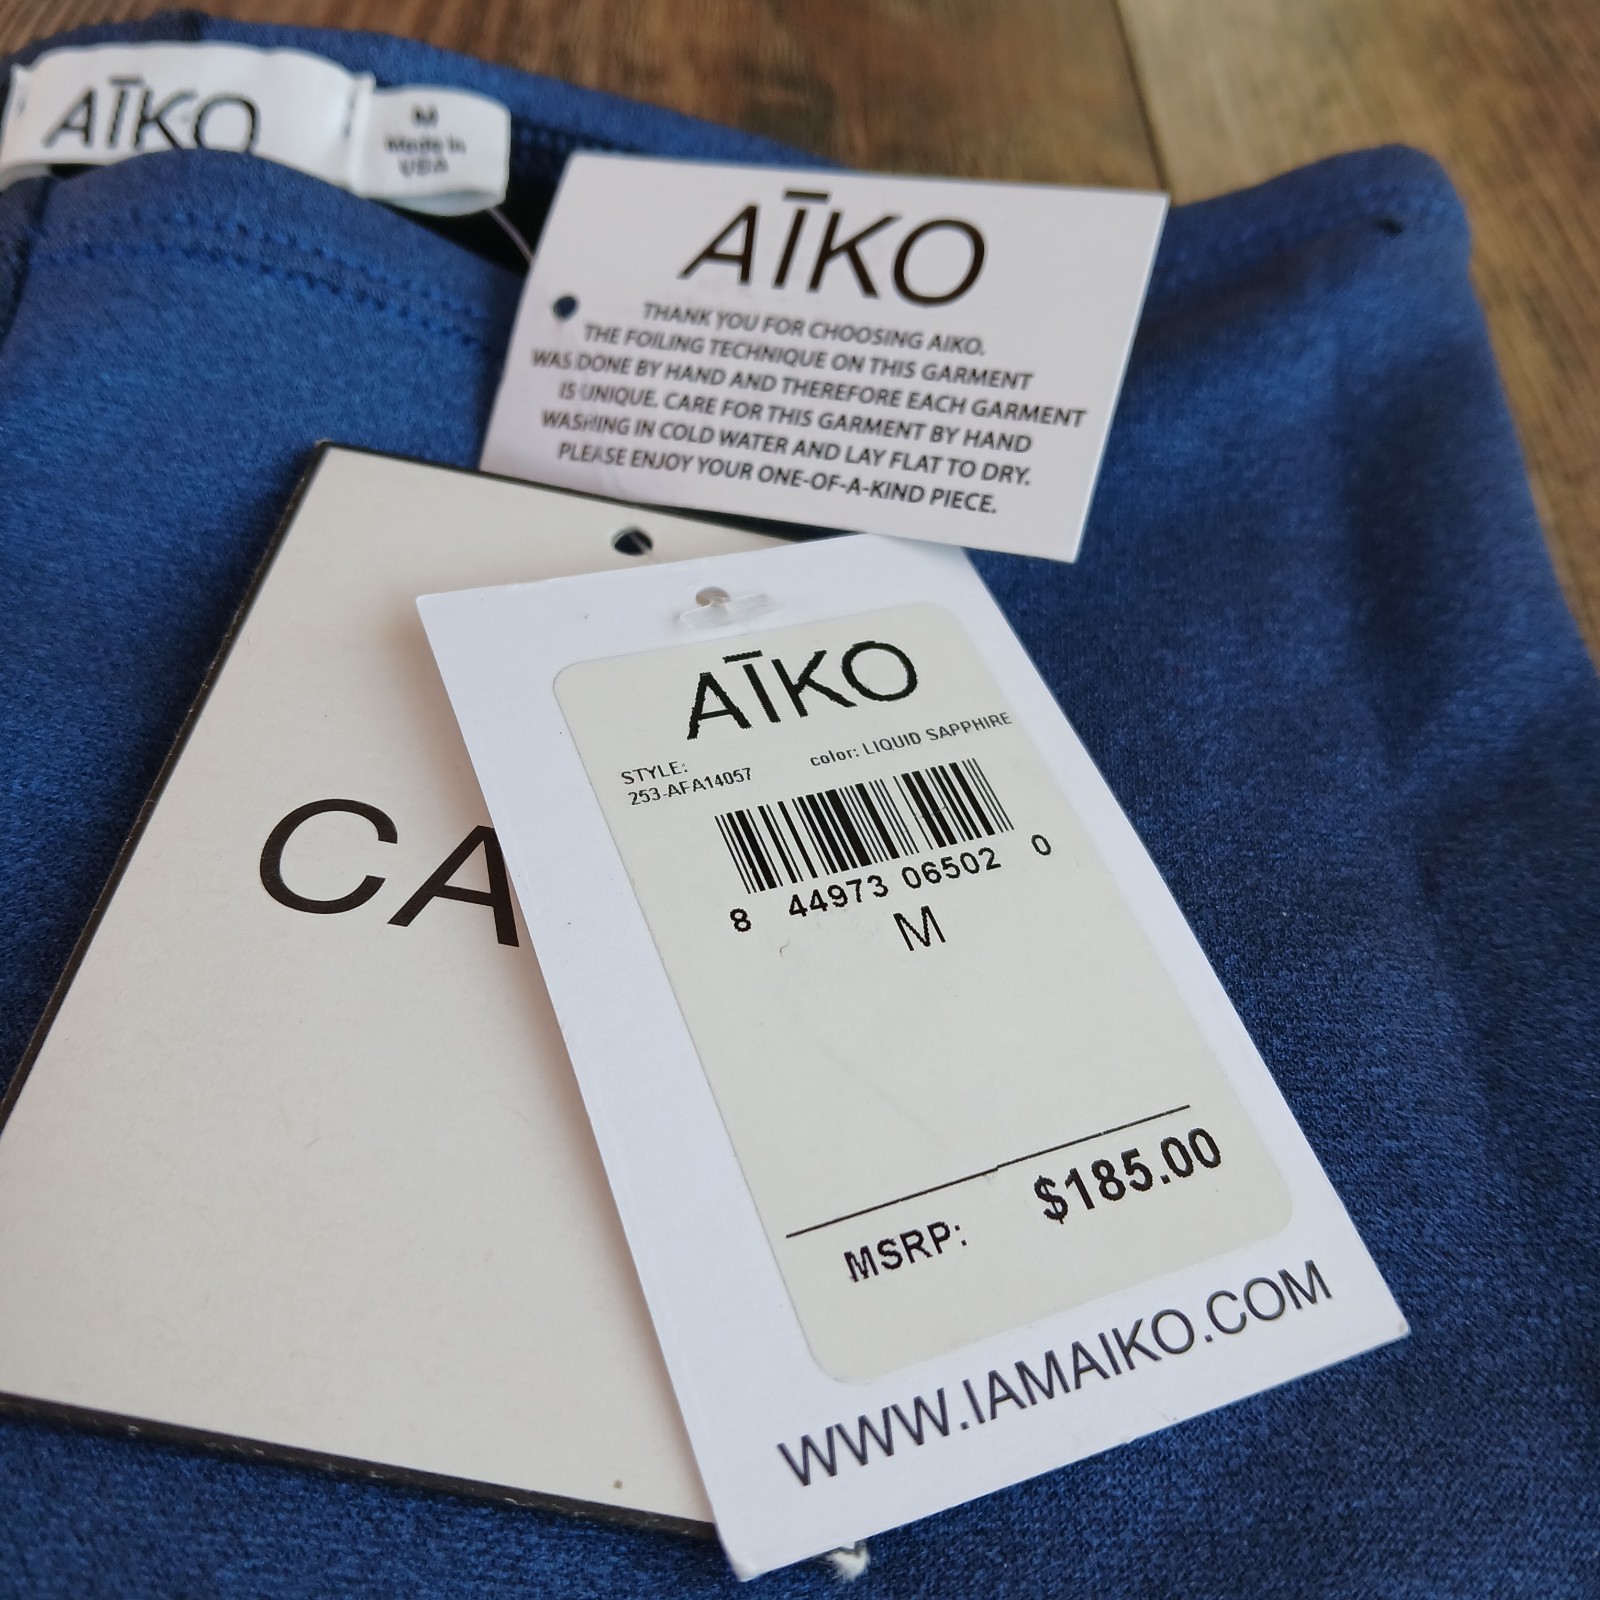 AĪKO
M
Made in
USA
AĪKO
THANK YOU FOR CHOOSING AIKO.
THE FOILING TECHNIQUE ON THIS GARMENT
WAS DONE BY HAND AND THEREFORE EACH GARMENT
IS UNIQUE. CARE FOR THIS GARMENT BY HAND
WASHING IN COLD WATER AND LAY FLAT TO DRY.
PLEASE ENJOY YOUR ONE-OF-A-KIND PIECE.
CA
AĪKO
STYLE: color: LIQUID SAPPHIRE
253-AFA14057
8 44973 06502 0
M
MSRP: $185.00
WWW.IAMAIKO.COM